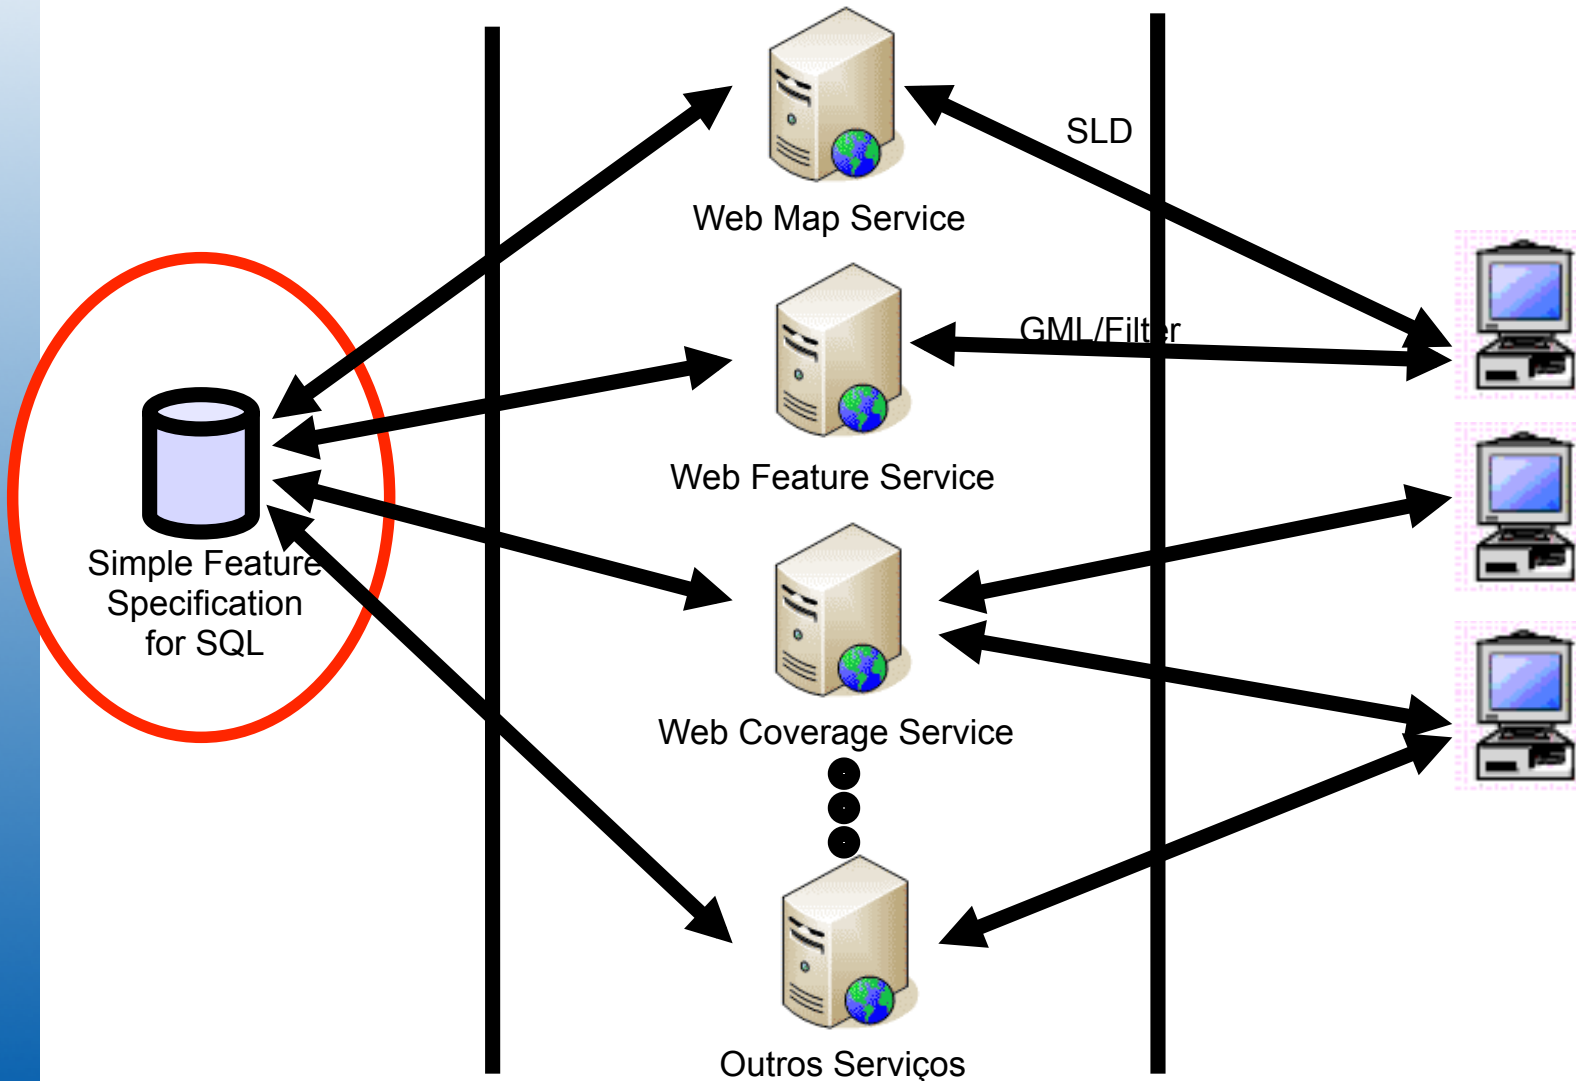 SLD
Web Map Service
GML/Filter
Web Feature Service
Simple Feature
Specification
for SQL
Web Coverage Service
Outros Serviços